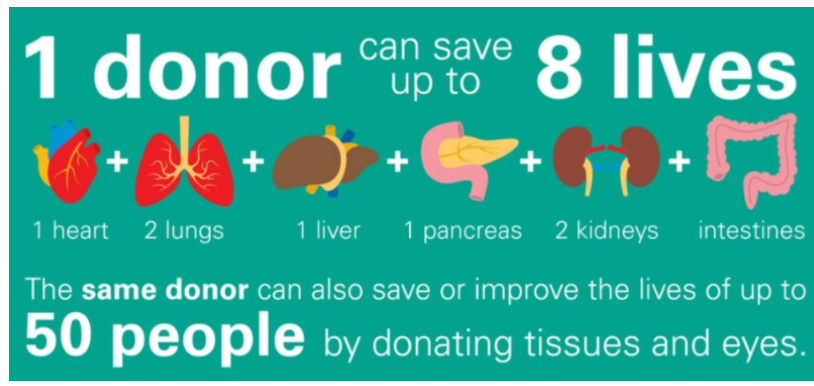 1 donor can save up to 8 lives
+ + + + +
1 heart 2 lungs 1 liver 1 pancreas 2 kidneys intestines
The same donor can also save or improve the lives of up to
50 people by donating tissues and eyes.